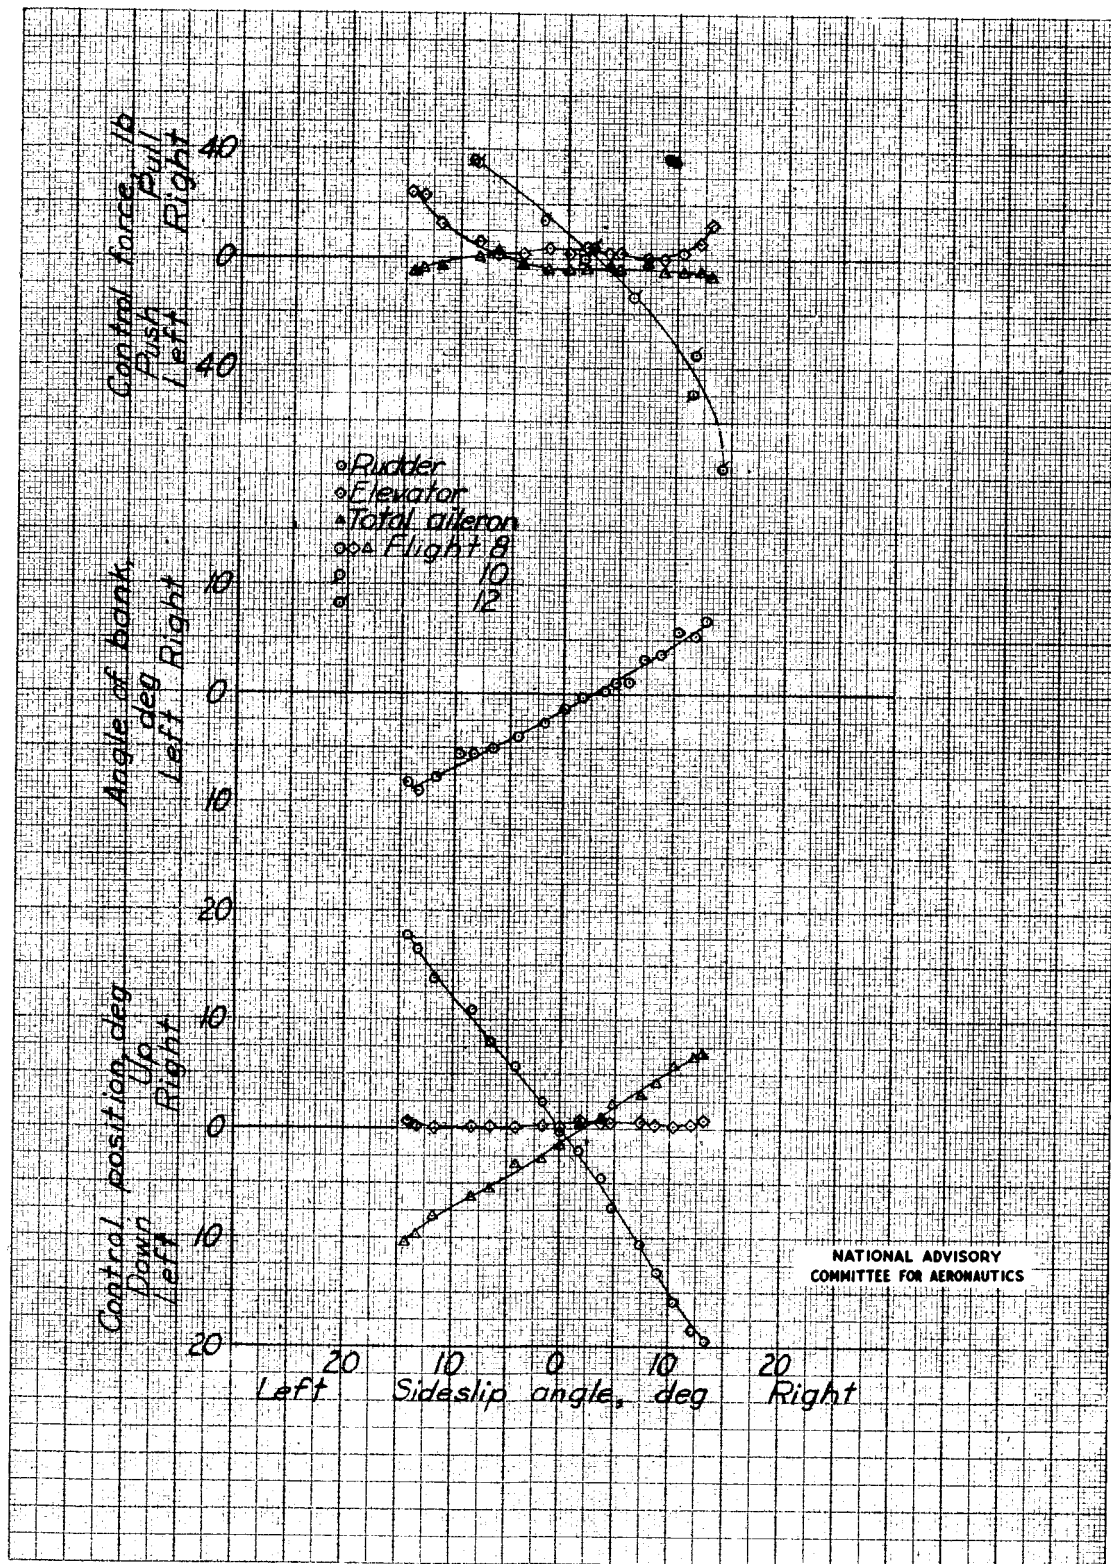 Control force, lb
Push Pull
Left Right
40
0
40
Rudder
Elevator
Total aileron
Flight 8
10
12
Angle of bank,
deg
Left Right
10
0
10
Control position, deg
Down Up
Left Right
20
10
0
10
20
20 10 0 10 20
Left Sideslip angle, deg Right
NATIONAL ADVISORY
COMMITTEE FOR AERONAUTICS